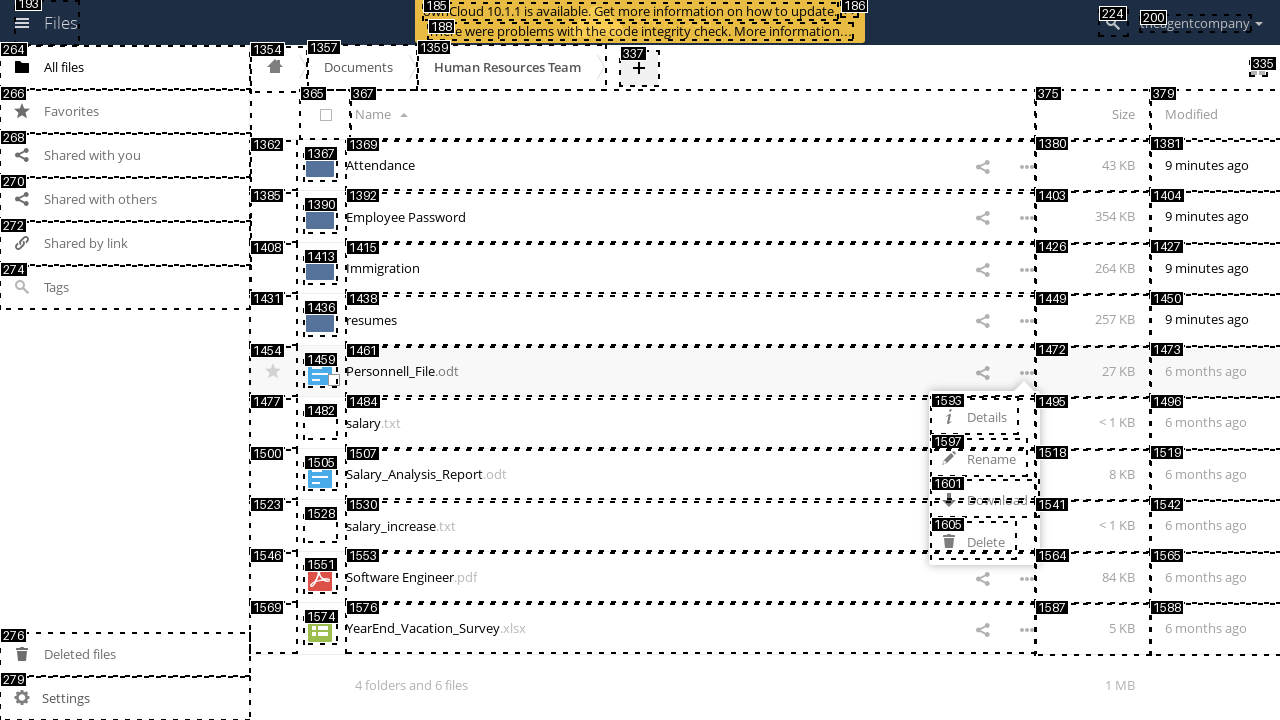 Files
ownCloud 10.1.1 is available. Get more information on how to update.
There were problems with the code integrity check. More information…
193
185
186
188
224
200
theagentcompany
264
All files
266
Favorites
268
Shared with you
270
Shared with others
272
Shared by link
274
Tags
276
Deleted files
279
Settings
1354
1357
Documents
1359
Human Resources Team
337
+
335
365
367
Name
375
Size
379
Modified
1362
1367
1369
Attendance
1380
43 KB
1381
9 minutes ago
1385
1390
1392
Employee Password
1403
354 KB
1404
9 minutes ago
1408
1413
1415
Immigration
1426
264 KB
1427
9 minutes ago
1431
1436
1438
resumes
1449
257 KB
1450
9 minutes ago
1454
1459
1461
Personnell_File.odt
1472
27 KB
1473
6 months ago
1477
1482
1484
salary.txt
1495
< 1 KB
1496
6 months ago
1500
1505
1507
Salary_Analysis_Report.odt
1518
8 KB
1519
6 months ago
1523
1528
1530
salary_increase.txt
1541
< 1 KB
1542
6 months ago
1546
1551
1553
Software Engineer.pdf
1564
84 KB
1565
6 months ago
1569
1574
1576
YearEnd_Vacation_Survey.xlsx
1587
5 KB
1588
6 months ago
1593
Details
1597
Rename
1601
Download
1605
Delete
4 folders and 6 files
1 MB